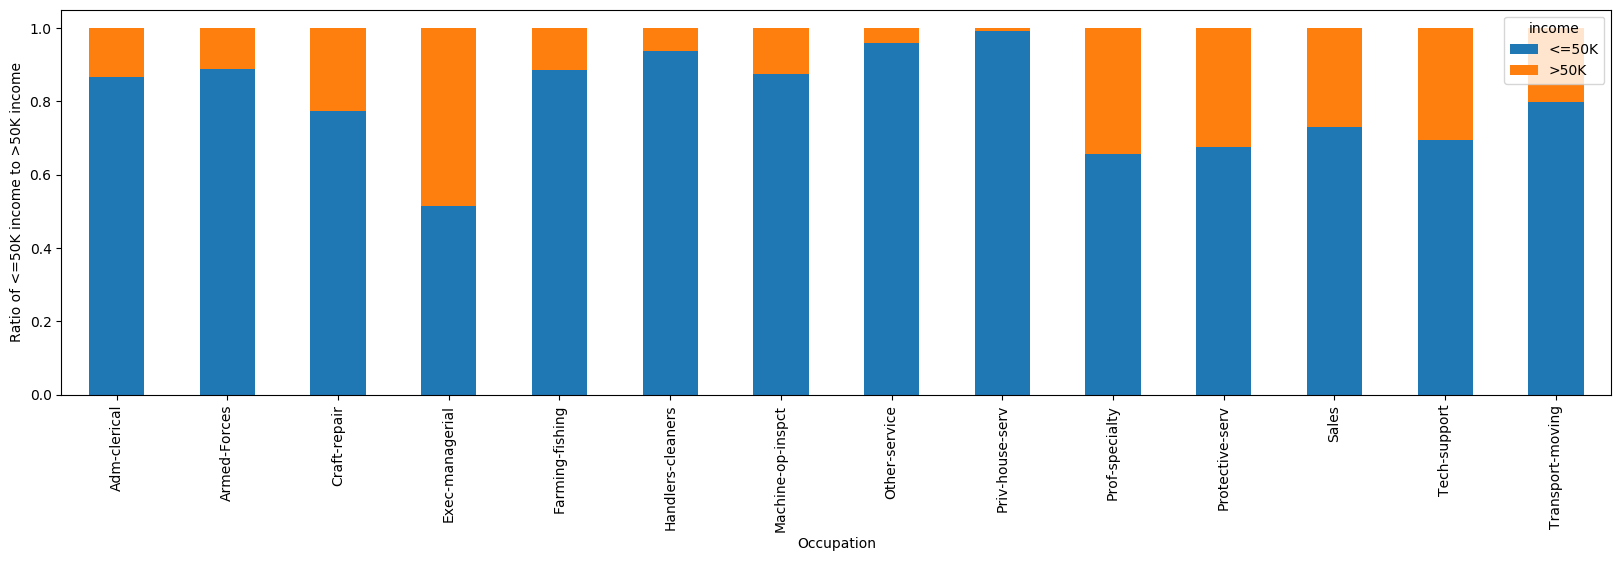 income
<=50K
>50K
Ratio of <=50K income to >50K income
1.0
0.8
0.6
0.4
0.2
0.0
Adm-clerical
Armed-Forces
Craft-repair
Exec-managerial
Farming-fishing
Handlers-cleaners
Machine-op-inspct
Other-service
Priv-house-serv
Prof-specialty
Protective-serv
Sales
Tech-support
Transport-moving
Occupation